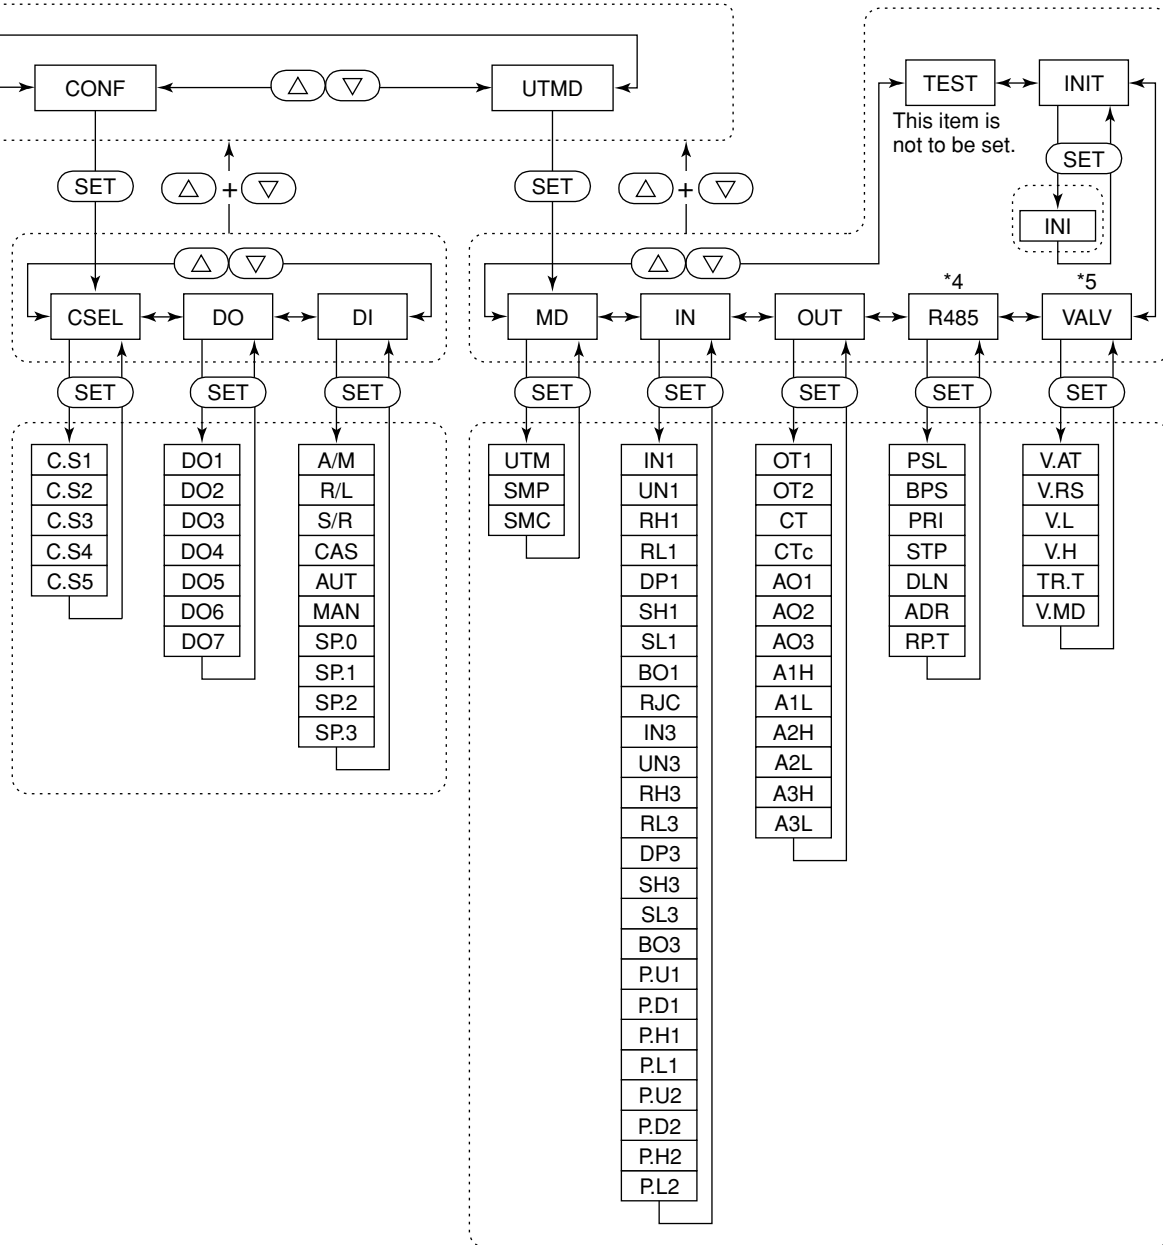 CONF
UTMD
TEST
INIT
This item is
not to be set.
SET
INI
SET
+
SET
+
CSEL
DO
DI
MD
IN
OUT
*4
R485
*5
VALV
SET
SET
SET
SET
SET
SET
SET
SET
C.S1
C.S2
C.S3
C.S4
C.S5
DO1
DO2
DO3
DO4
DO5
DO6
DO7
A/M
R/L
S/R
CAS
AUT
MAN
SP.0
SP.1
SP.2
SP.3
UTM
SMP
SMC
IN1
UN1
RH1
RL1
DP1
SH1
SL1
BO1
RJC
IN3
UN3
RH3
RL3
DP3
SH3
SL3
BO3
P.U1
P.D1
P.H1
P.L1
P.U2
P.D2
P.H2
P.L2
OT1
OT2
CT
CTc
AO1
AO2
AO3
A1H
A1L
A2H
A2L
A3H
A3L
PSL
BPS
PRI
STP
DLN
ADR
RP.T
V.AT
V.RS
V.L
V.H
TR.T
V.MD